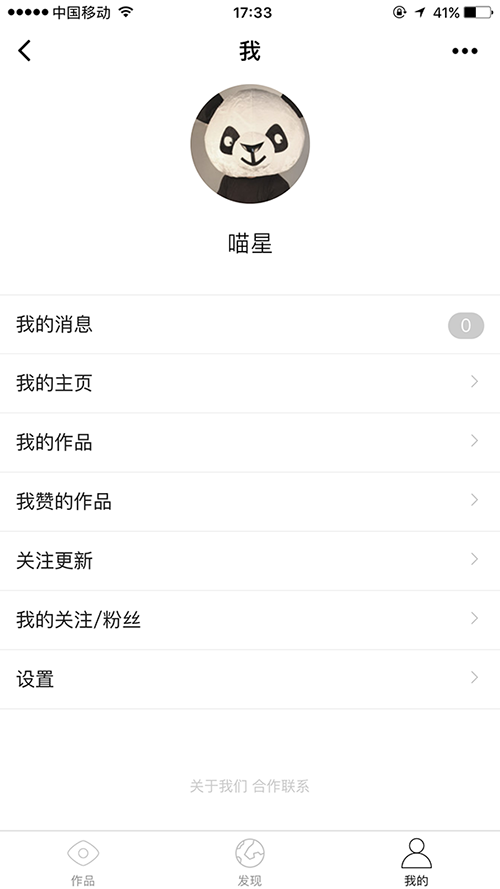 中国移动 17:33 41%
我
喵星
我的消息 0
我的主页
我的作品
我赞的作品
关注更新
我的关注/粉丝
设置
关于我们 合作联系
作品 发现 我的